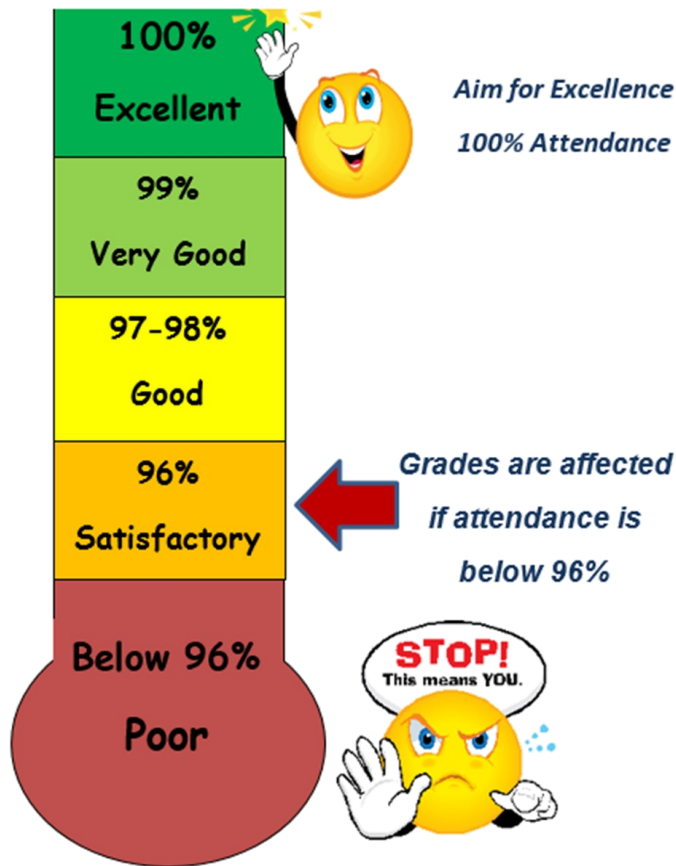 100%
Excellent
Aim for Excellence
100% Attendance
99%
Very Good
97-98%
Good
96%
Satisfactory
Grades are affected
if attendance is
below 96%
Below 96%
Poor
STOP!
This means YOU.